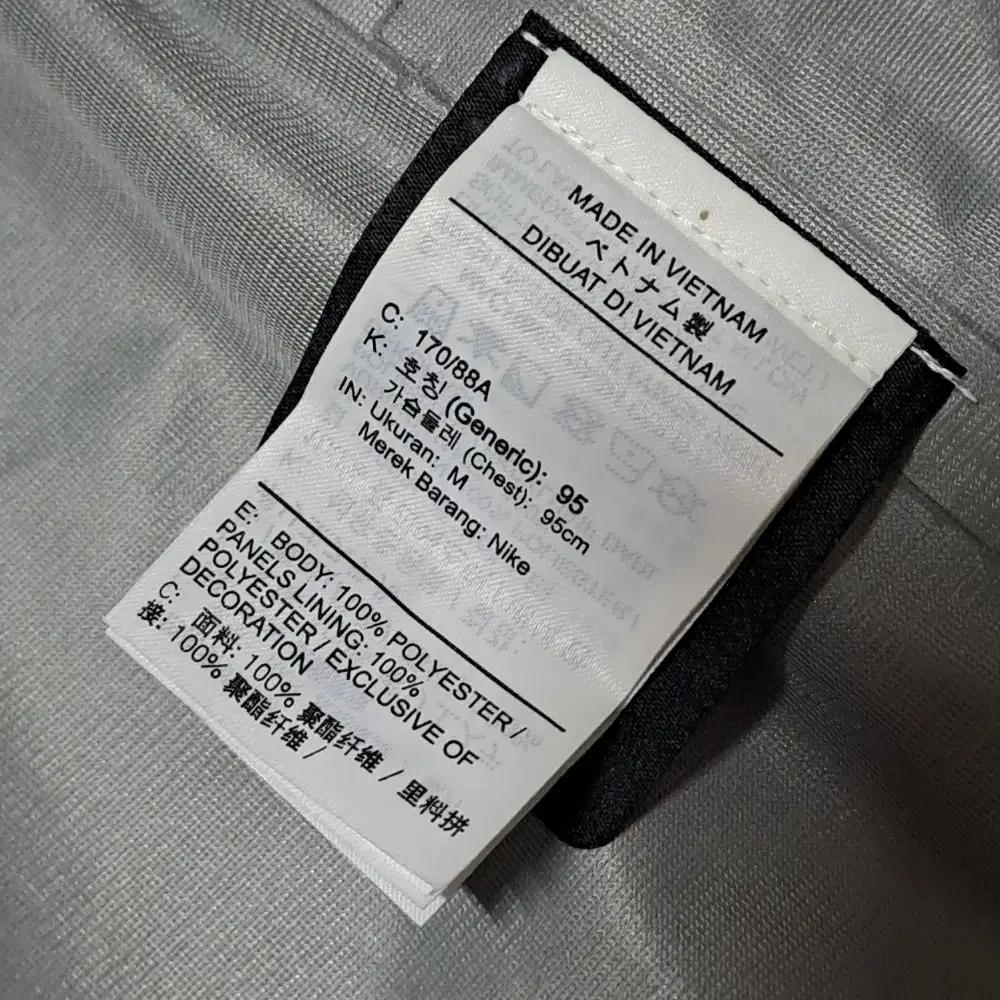 MADE IN VIETNAM
ベトナム製
DIBUAT DI VIETNAM
C: 170/88A
K: 호칭 (Generic): 95
가슴둘레 (Chest): 95cm
IN: Ukuran: M
Merek Barang: Nike
E: BODY: 100% POLYESTER /
PANELS LINING: 100%
POLYESTER / EXCLUSIVE OF
DECORATION
C: 面料: 100% 聚酯纤维 / 里料拼
接: 100% 聚酯纤维 /